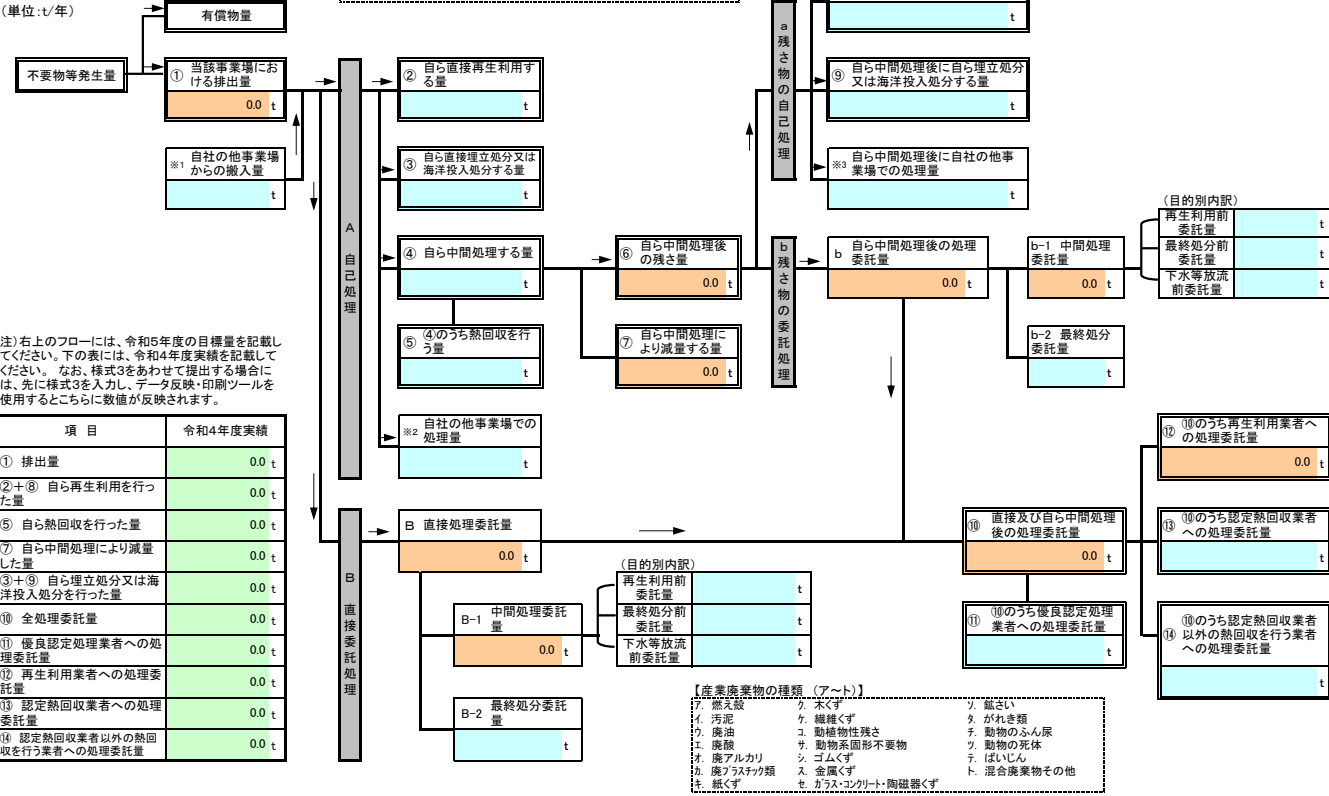 (単位:t/年)
有償物量
不要物等発生量
① 当該事業場にお
ける排出量
0.0 t
※1 自社の他事業場
からの搬入量
t
A 自己処理
② 自ら直接再生利用す
る量
t
③ 自ら直接埋立処分又は
海洋投入処分する量
t
④ 自ら中間処理する量
t
⑤ ④のうち熱回収を行
う量
t
※2 自社の他事業場での
処理量
t
⑥ 自ら中間処理後
の残さ量
0.0 t
⑦ 自ら中間処理に
より減量する量
0.0 t
a 残さ物の自己処理
t
⑨ 自ら中間処理後に自ら埋立処分
又は海洋投入処分する量
t
※3 自ら中間処理後に自社の他事
業場での処理量
t
b 残さ物の委託処理
b 自ら中間処理後の処理
委託量
0.0 t
b-1 中間処理
委託量
0.0 t
b-2 最終処分
委託量
t
(目的別内訳)
再生利用前
委託量
t
最終処分前
委託量
t
下水等放流
前委託量
t
注)右上のフローには、令和5年度の目標量を記載し
てください。下の表には、令和4年度実績を記載して
ください。 なお、様式3をあわせて提出する場合に
は、先に様式3を入力し、データ反映・印刷ツールを
使用するとこちらに数値が反映されます。
項 目 令和4年度実績
① 排出量 0.0 t
②+⑧ 自ら再生利用を行っ
た量 0.0 t
⑤ 自ら熱回収を行った量 0.0 t
⑦ 自ら中間処理により減量
した量 0.0 t
③+⑨ 自ら埋立処分又は海
洋投入処分を行った量 0.0 t
⑩ 全処理委託量 0.0 t
⑪ 優良認定処理業者への処
理委託量 0.0 t
⑫ 再生利用業者への処理委
託量 0.0 t
⑬ 認定熱回収業者への処理
委託量 0.0 t
⑭ 認定熱回収業者以外の熱回
収を行う業者への処理委託量 0.0 t
B 直接委託処理
B 直接処理委託量
0.0 t
B-1 中間処理委託
量
0.0 t
B-2 最終処分委託
量
t
(目的別内訳)
再生利用前
委託量
t
最終処分前
委託量
t
下水等放流
前委託量
t
⑩ 直接及び自ら中間処理
後の処理委託量
0.0 t
⑪ ⑩のうち優良認定処理
業者への処理委託量
t
⑫ ⑩のうち再生利用業者へ
の処理委託量
0.0 t
⑬ ⑩のうち認定熱回収業者
への処理委託量
t
⑭ ⑩のうち認定熱回収業者
以外の熱回収を行う業者
への処理委託量
t
【産業廃棄物の種類 (ア~ト)】
ア. 燃え殻 ク. 木くず ソ. 鉱さい
イ. 汚泥 ケ. 繊維くず タ. がれき類
ウ. 廃油 コ. 動植物性残さ チ. 動物のふん尿
エ. 廃酸 サ. 動物系固形不要物 ツ. 動物の死体
オ. 廃アルカリ シ. ゴムくず テ. ばいじん
カ. 廃プラスチック類 ス. 金属くず ト. 混合廃棄物その他
キ. 紙くず セ. ガラス・コンクリート・陶磁器くず